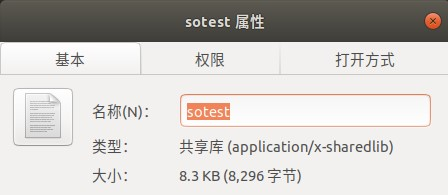 sotest 属性
基本 权限 打开方式
名称(N)： sotest
类型： 共享库 (application/x-sharedlib)
大小： 8.3 KB (8,296 字节)